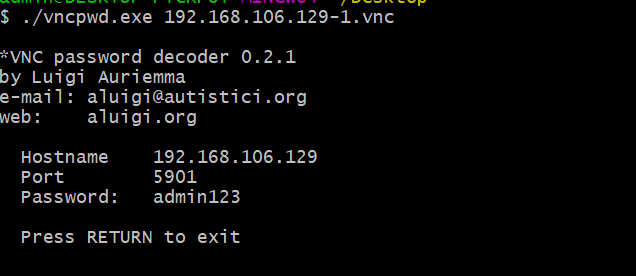 $ ./vncpwd.exe 192.168.106.129-1.vnc
*VNC password decoder 0.2.1
by Luigi Auriemma
e-mail: aluigi@autistici.org
web:    aluigi.org
Hostname    192.168.106.129
Port        5901
Password:   admin123
Press RETURN to exit